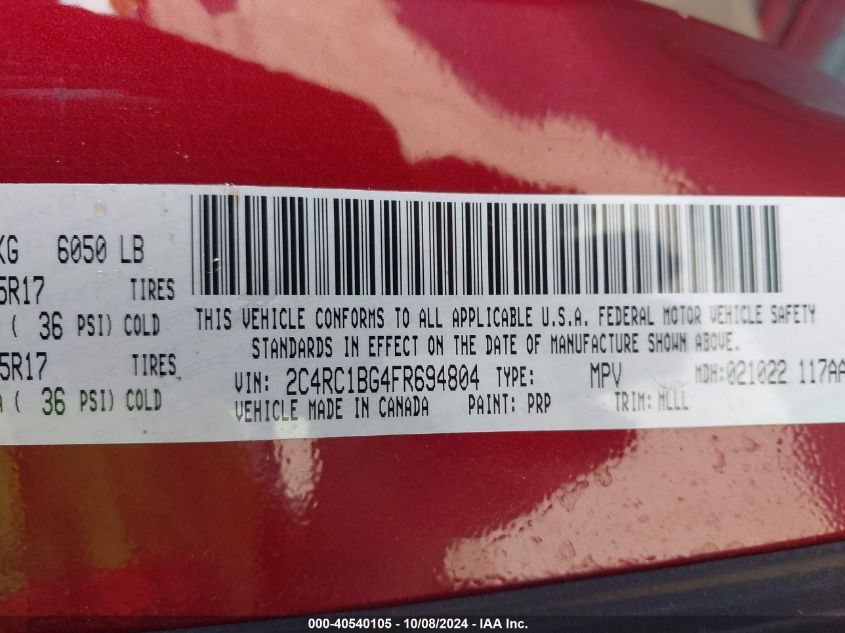 KG 6050 LB
5R17 TIRES
( 36 PSI) COLD
5R17 TIRES
A ( 36 PSI) COLD
THIS VEHICLE CONFORMS TO ALL APPLICABLE U.S.A. FEDERAL MOTOR VEHICLE SAFETY
STANDARDS IN EFFECT ON THE DATE OF MANUFACTURE SHOWN ABOVE.
VIN: 2C4RC1BG4FR694804 TYPE: MPV MDH:021022 117AA
VEHICLE MADE IN CANADA PAINT: PRP TRIM: MLLL
000-40540105 - 10/08/2024 - IAA Inc.